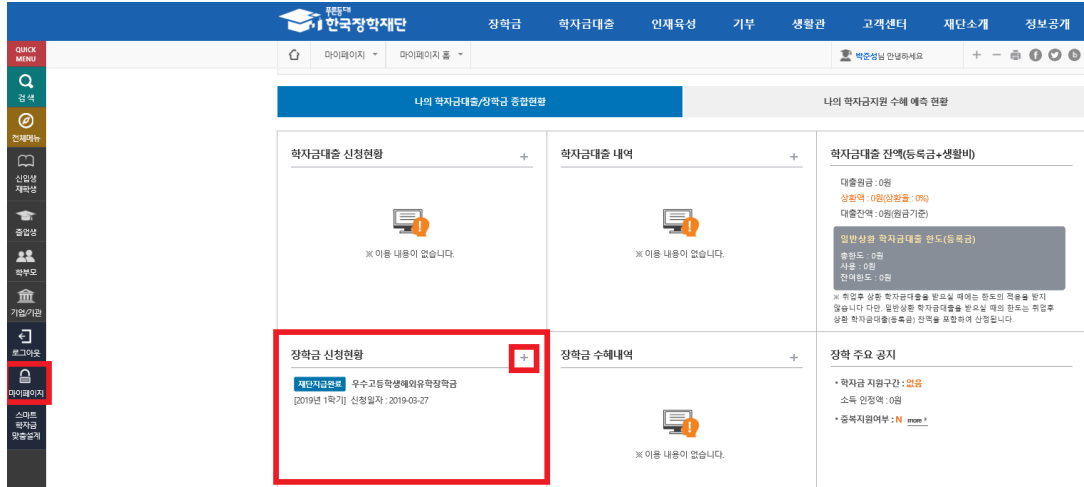 푸른등대
한국장학재단
장학금 학자금대출 인재육성 기부 생활관 고객센터 재단소개 정보공개
QUICK
MENU
마이페이지 마이페이지 홈
박준성님 안녕하세요
검색
전체메뉴
신입생
재학생
졸업생
학부모
기업/기관
로그아웃
마이페이지
스마트
학자금
맞춤설계
나의 학자금대출/장학금 종합현황
나의 학자금지원 수혜 예측 현황
학자금대출 신청현황 +
※ 이용 내용이 없습니다.
학자금대출 내역 +
※ 이용 내용이 없습니다.
학자금대출 잔액(등록금+생활비)
대출원금 : 0원
상환액 : 0원(상환율 : 0%)
대출잔액 : 0원(원금기준)
일반상환 학자금대출 한도(등록금)
총한도 : 0원
사용 : 0원
잔여한도 : 0원
※ 취업후 상환 학자금대출을 받으실 때에는 한도의 적용을 받지
않습니다 다만, 일반상환 학자금대출을 받으실 때의 한도는 취업후
상환 학자금대출(등록금) 잔액을 포함하여 산정됩니다.
장학금 신청현황 +
재단지급완료 우수고등학생해외유학장학금
[2019년 1학기] 신청일자 : 2019-03-27
장학금 수혜내역 +
※ 이용 내용이 없습니다.
장학 주요 공지
• 학자금 지원구간 : 없음
소득 인정액 : 0원
• 중복지원여부 : N more